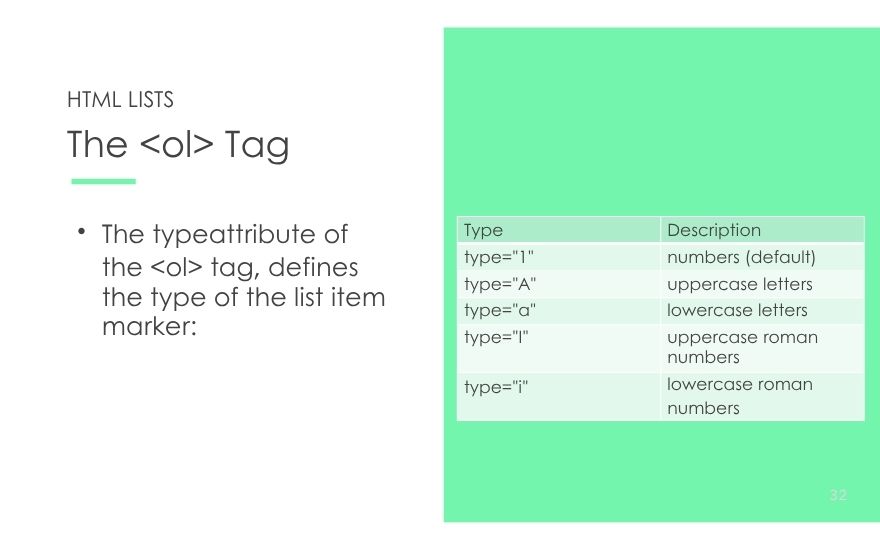 HTML LISTS
The <ol> Tag
• The typeattribute of
the <ol> tag, defines
the type of the list item
marker:
Type Description
type="1" numbers (default)
type="A" uppercase letters
type="a" lowercase letters
type="I" uppercase roman
numbers
type="i" lowercase roman
numbers
32